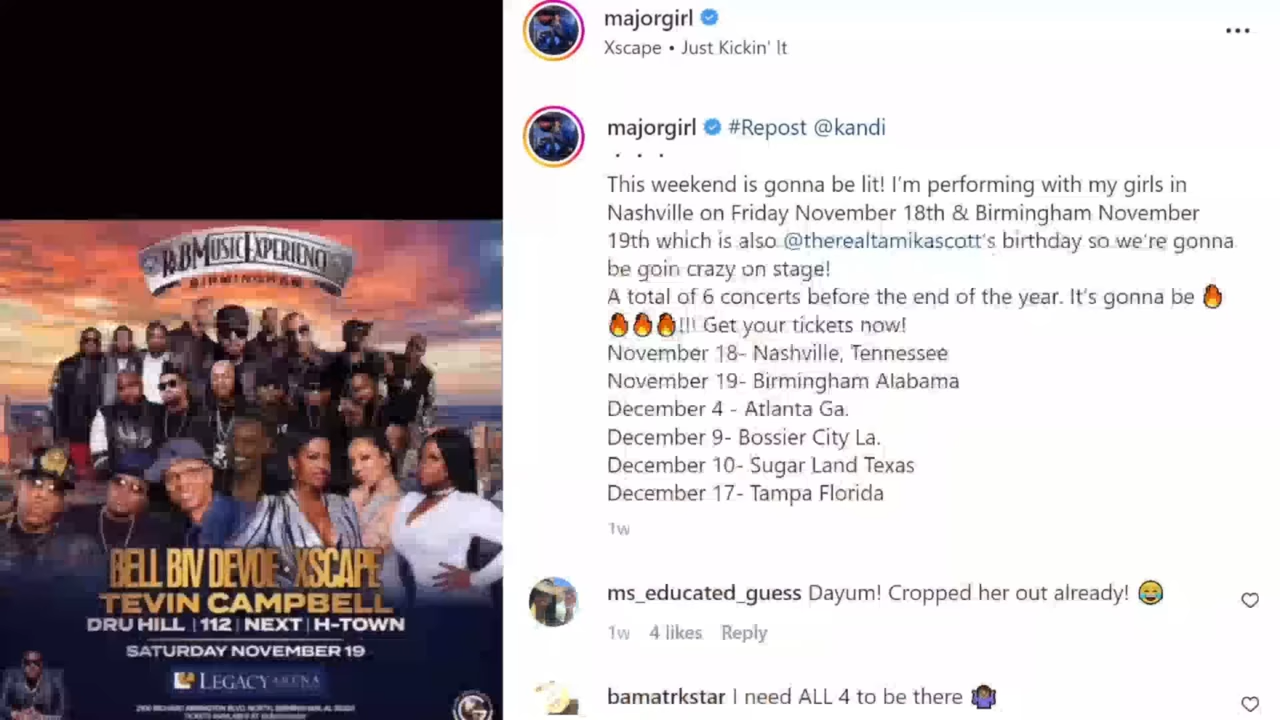 majorgirl
Xscape • Just Kickin' It
majorgirl #Repost @kandi
. . .
This weekend is gonna be lit! I'm performing with my girls in
Nashville on Friday November 18th & Birmingham November
19th which is also @therealtamikascott's birthday so we're gonna
be goin crazy on stage!
A total of 6 concerts before the end of the year. It's gonna be 🔥
🔥🔥🔥!!! Get your tickets now!
November 18- Nashville, Tennessee
November 19- Birmingham Alabama
December 4 - Atlanta Ga.
December 9- Bossier City La.
December 10- Sugar Land Texas
December 17- Tampa Florida
1w
ms_educated_guess Dayum! Cropped her out already! 😂
1w 4 likes Reply
bamatrkstar I need ALL 4 to be there 🤷🏾‍♀️
R&B MUSIC EXPERIENCE
BELL BIV DEVOE • XSCAPE
TEVIN CAMPBELL
DRU HILL | 112 | NEXT | H-TOWN
SATURDAY NOVEMBER 19
LEGACY ARENA